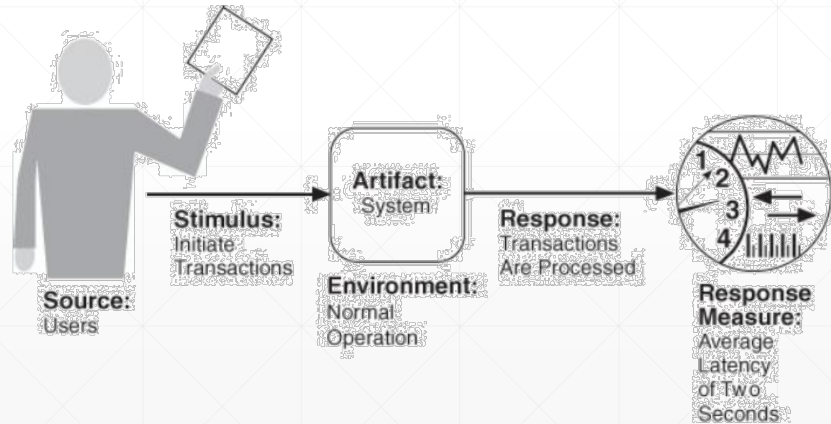 Source:
Users
Stimulus:
Initiate
Transactions
Artifact:
System
Environment:
Normal
Operation
Response:
Transactions
Are Processed
1
2
3
4
Response
Measure:
Average
Latency
of Two
Seconds